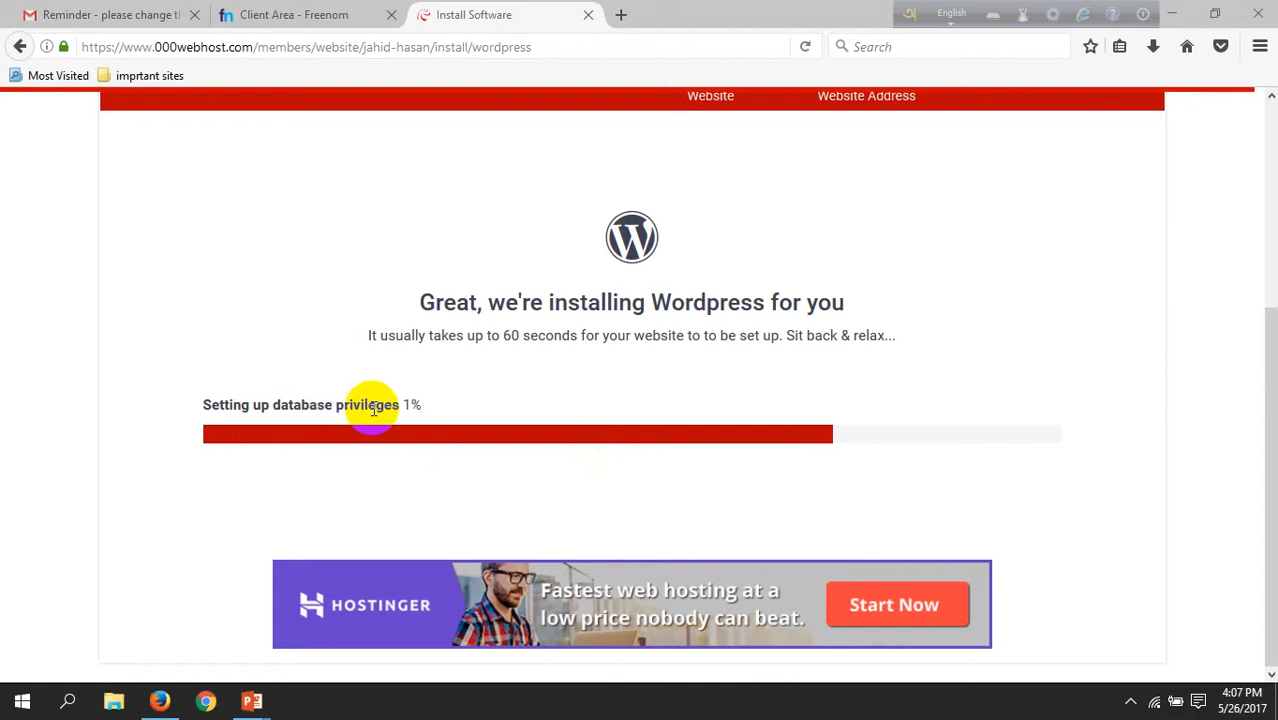 Reminder - please change t
Client Area - Freenom
Install Software
English
https://www.000webhost.com/members/website/jahid-hasan/install/wordpress
Search
Most Visited
imprtant sites
Website
Website Address
Great, we're installing Wordpress for you
It usually takes up to 60 seconds for your website to to be set up. Sit back & relax...
Setting up database privileges 1%
HOSTINGER
Fastest web hosting at a
low price nobody can beat.
Start Now
4:07 PM
5/26/2017